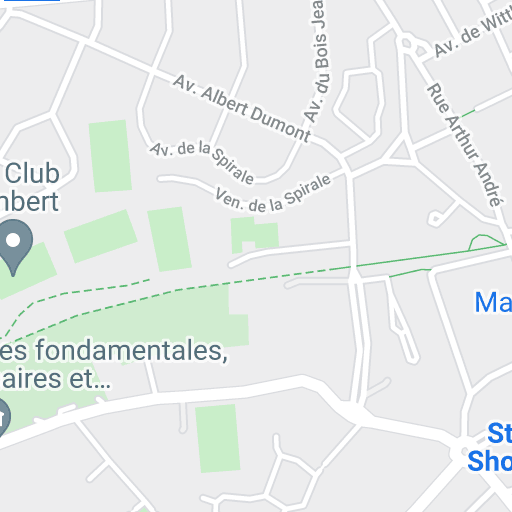 Av. de Witt
Av. du Bois Jea
Av. Albert Dumont
Rue Arthur André
Av. de la Spirale
Ven. de la Spirale
Club
nbert
Ma
es fondamentales,
aires et...
St
Sho